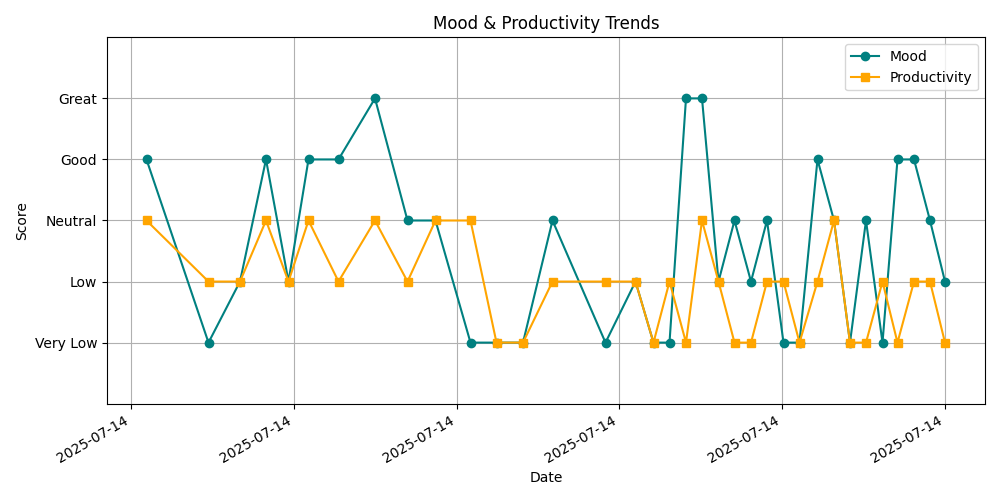 Mood & Productivity Trends
Mood
Productivity
Great
Good
Neutral
Low
Very Low
Score
2025-07-14
2025-07-14
2025-07-14
2025-07-14
2025-07-14
2025-07-14
Date